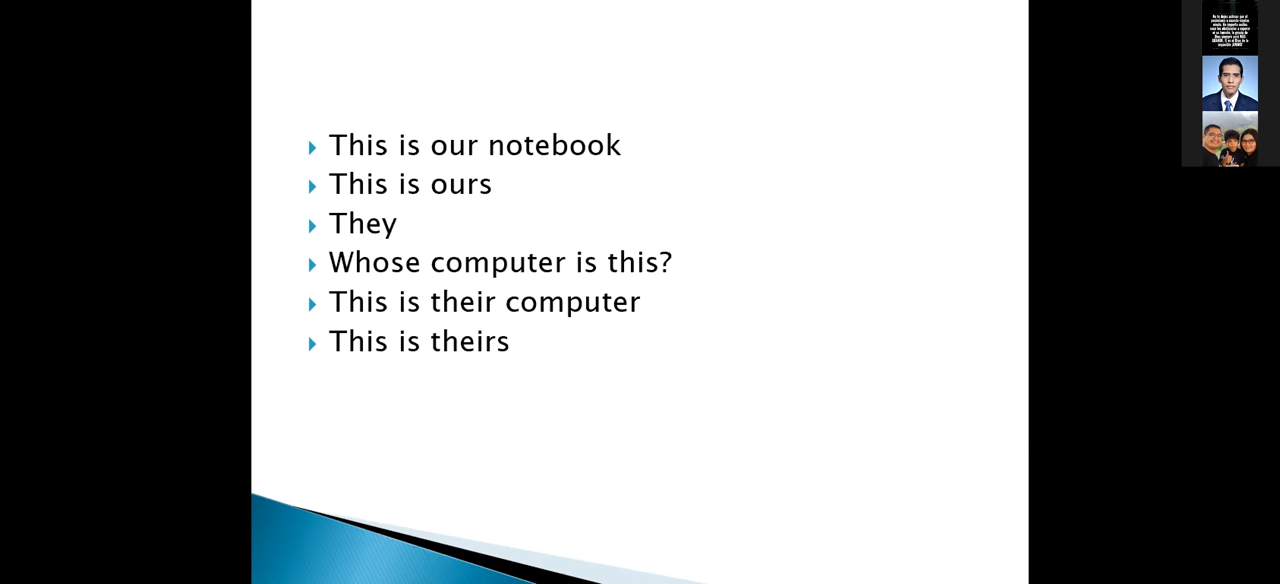 This is our notebook
This is ours
They
Whose computer is this?
This is their computer
This is theirs